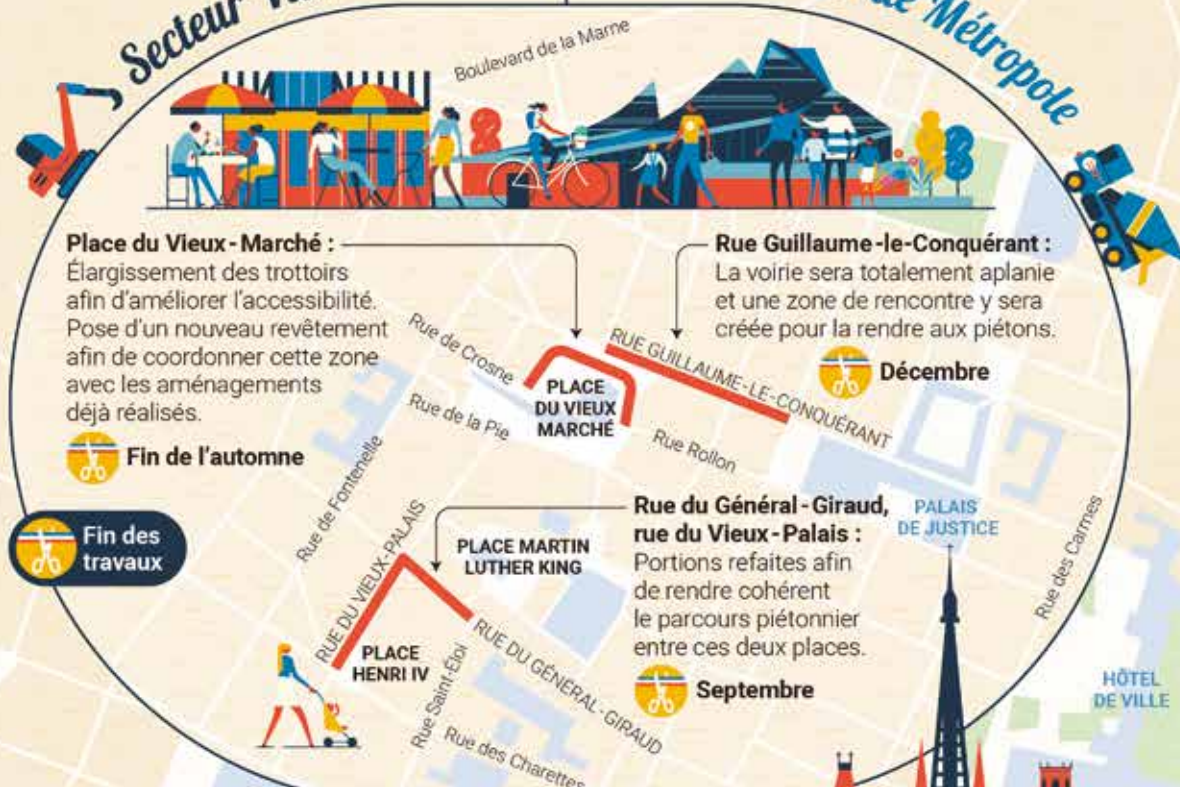 Secteur
Métropole
Boulevard de la Marne
Place du Vieux-Marché :
Élargissement des trottoirs
afin d’améliorer l’accessibilité.
Pose d’un nouveau revêtement
afin de coordonner cette zone
avec les aménagements
déjà réalisés.
Fin de l’automne
Rue Guillaume-le-Conquérant :
La voirie sera totalement aplanie
et une zone de rencontre y sera
créée pour la rendre aux piétons.
Décembre
Rue de Crosne
RUE GUILLAUME-LE-CONQUÉRANT
PLACE
DU VIEUX
MARCHÉ
Rue de la Pie
Rue Rollon
Rue de Fontenelle
Fin des
travaux
RUE DU VIEUX-PALAIS
PLACE MARTIN
LUTHER KING
Rue du Général-Giraud,
rue du Vieux-Palais :
Portions refaites afin
de rendre cohérent
le parcours piétonnier
entre ces deux places.
Septembre
PALAIS
DE JUSTICE
Rue des Carmes
PLACE
HENRI IV
Rue Saint-Éloi
RUE DU GÉNÉRAL-GIRAUD
Rue des Charettes
HÔTEL
DE VILLE